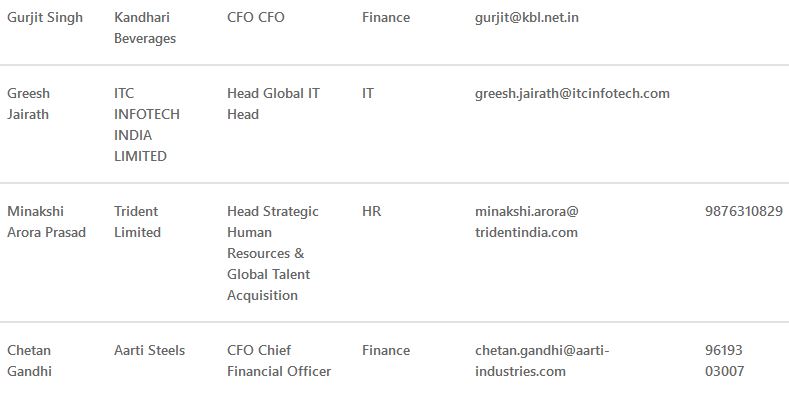 Gurjit Singh Kandhari CFO CFO Finance gurjit@kbl.net.in
Beverages
Greesh ITC Head Global IT IT greesh.jairath@itcinfotech.com
Jairath INFOTECH Head
INDIA
LIMITED
Minakshi Trident Head Strategic HR minakshi.arora@ 9876310829
Arora Prasad Limited Human tridentindia.com
Resources &
Global Talent
Acquisition
Chetan Aarti Steels CFO Chief Finance chetan.gandhi@aarti- 96193
Gandhi Financial Officer industries.com 03007